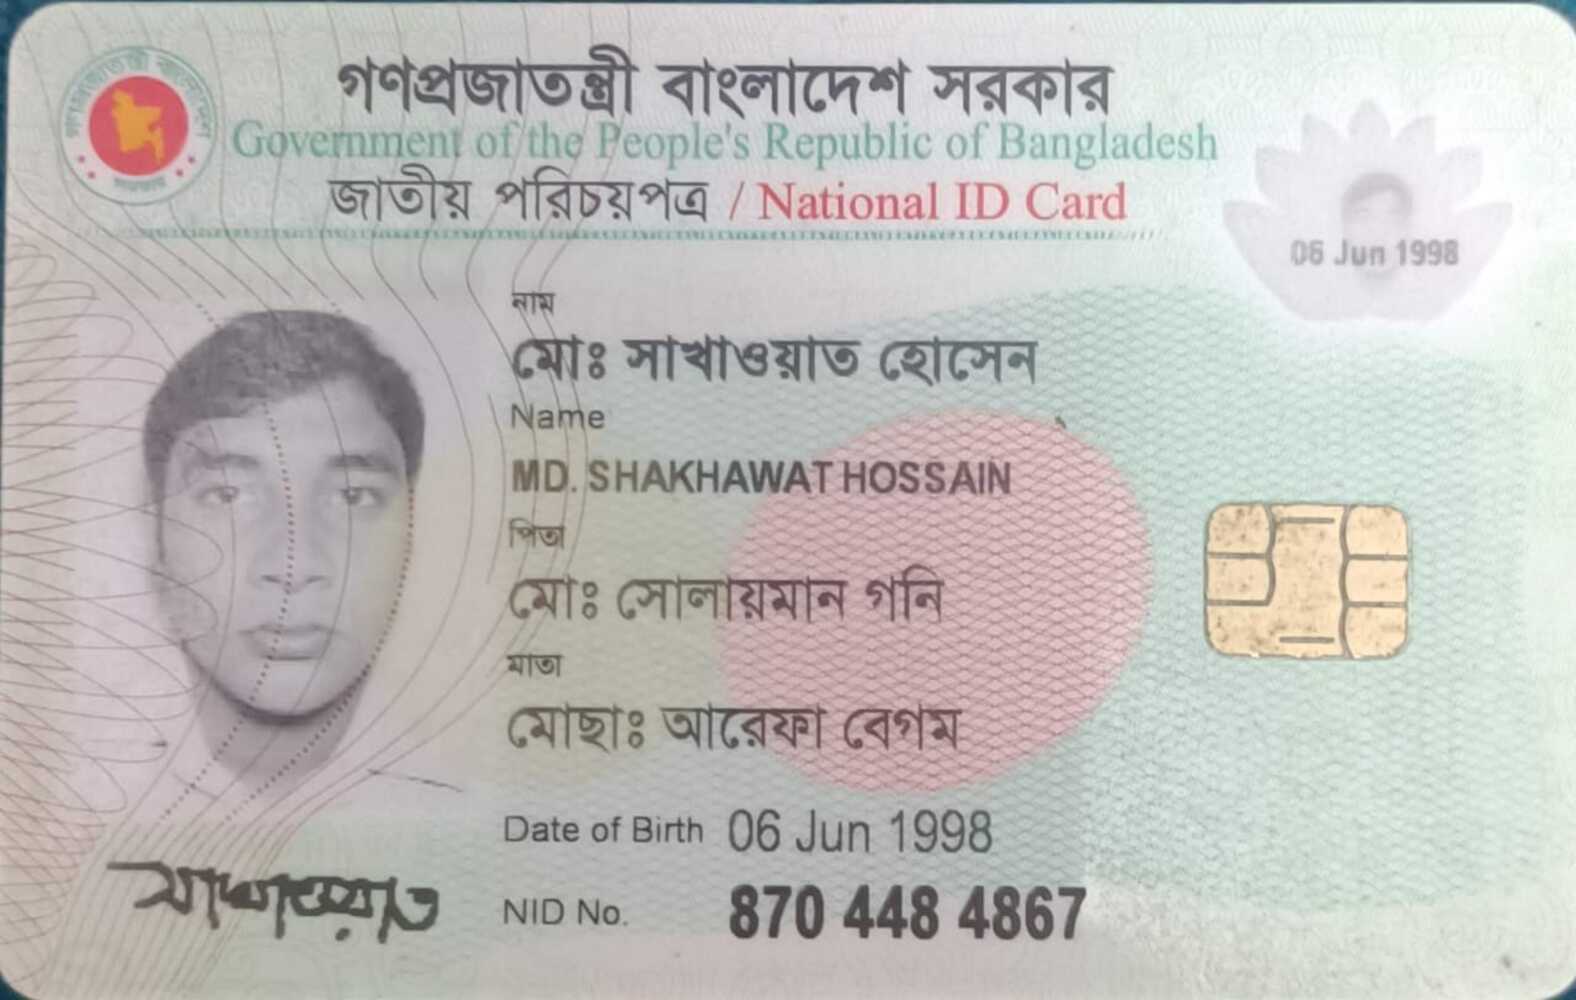 গণপ্রজাতন্ত্রী বাংলাদেশ সরকার
Government of the People's Republic of Bangladesh
জাতীয় পরিচয়পত্র / National ID Card
06 Jun 1998
নাম
মোঃ সাখাওয়াত হোসেন
Name
MD. SHAKHAWAT HOSSAIN
পিতা
মোঃ সোলায়মান গনি
মাতা
মোছাঃ আরেফা বেগম
Date of Birth 06 Jun 1998
সাখাওয়াত
NID No. 870 448 4867